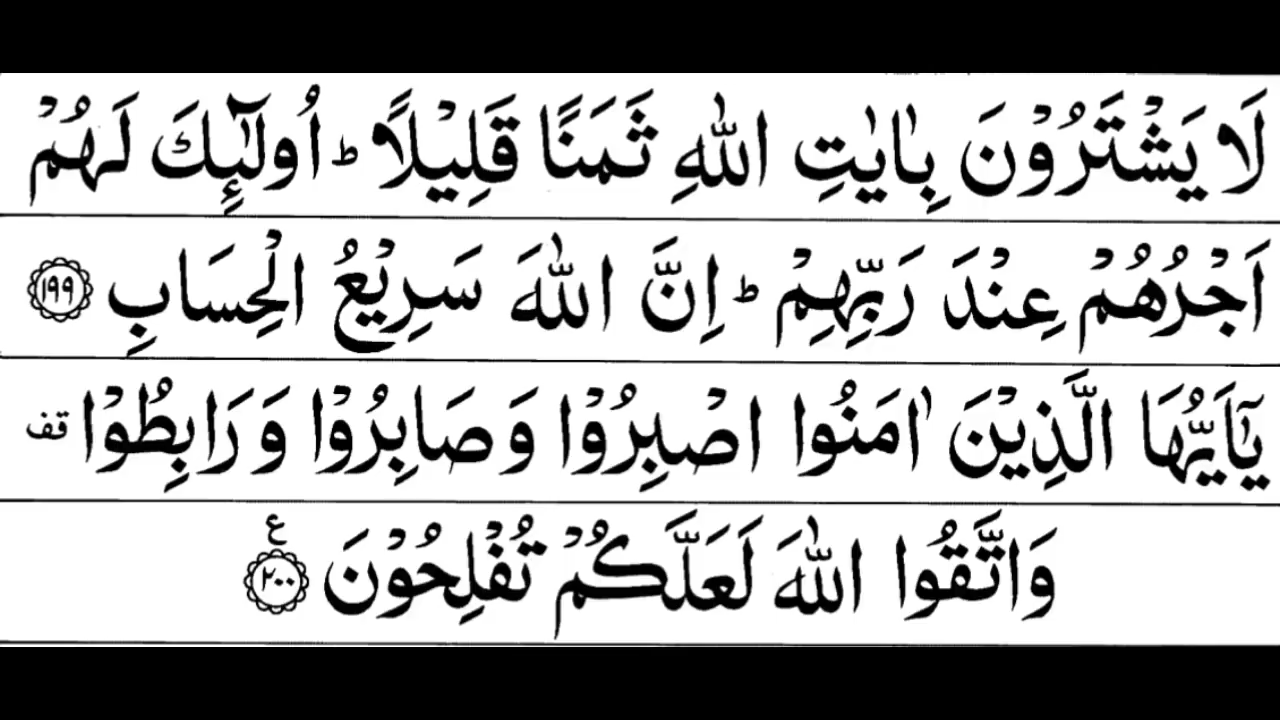 لَا يَشْتَرُوْنَ بِاٰيٰتِ اللّٰهِ ثَمَنًا قَلِيْلًا ؕ اُولٰٓئِكَ لَهُمْ
اَجْرُهُمْ عِنْدَ رَبِّهِمْ ؕ اِنَّ اللّٰهَ سَرِيْعُ الْحِسَابِ ﴿۱۹۹﴾
يٰٓاَيُّهَا الَّذِيْنَ اٰمَنُوا اصْبِرُوْا وَصَابِرُوْا وَرَابِطُوْا قف
وَاتَّقُوا اللّٰهَ لَعَلَّكُمْ تُفْلِحُوْنَ ﴿۲۰۰﴾ ع